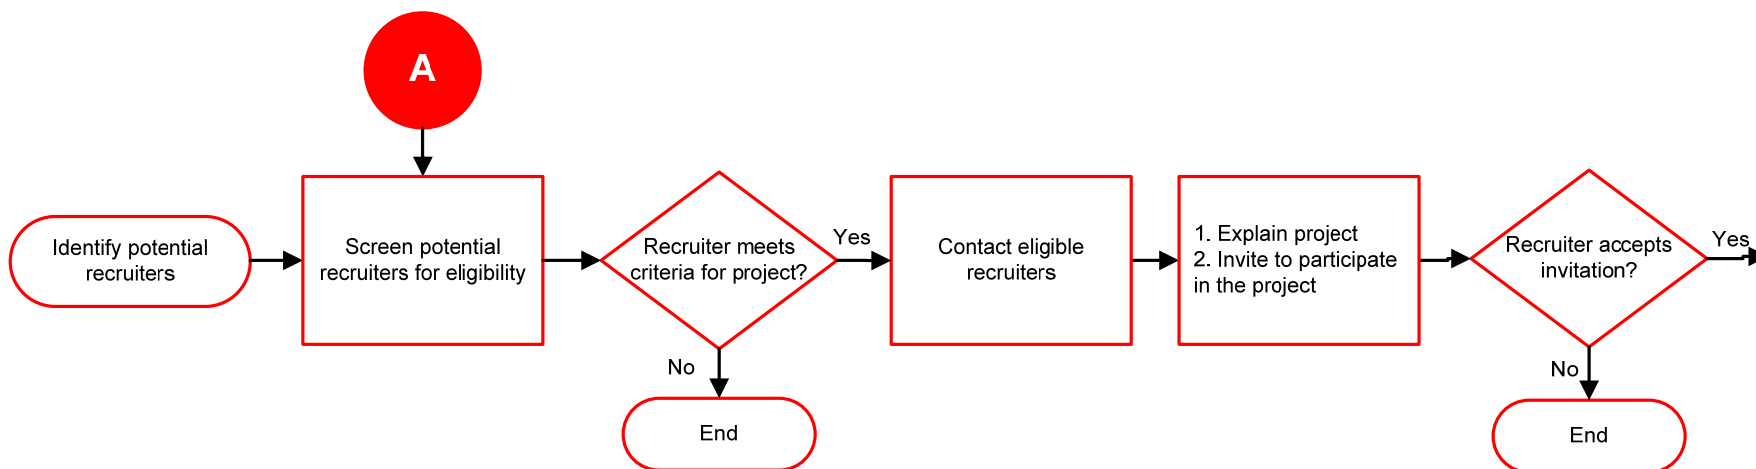 A
Identify potential
recruiters
Screen potential
recruiters for eligibility
Recruiter meets
criteria for project?
Yes
No
End
Contact eligible
recruiters
1. Explain project
2. Invite to participate
in the project
Recruiter accepts
invitation?
Yes
No
End